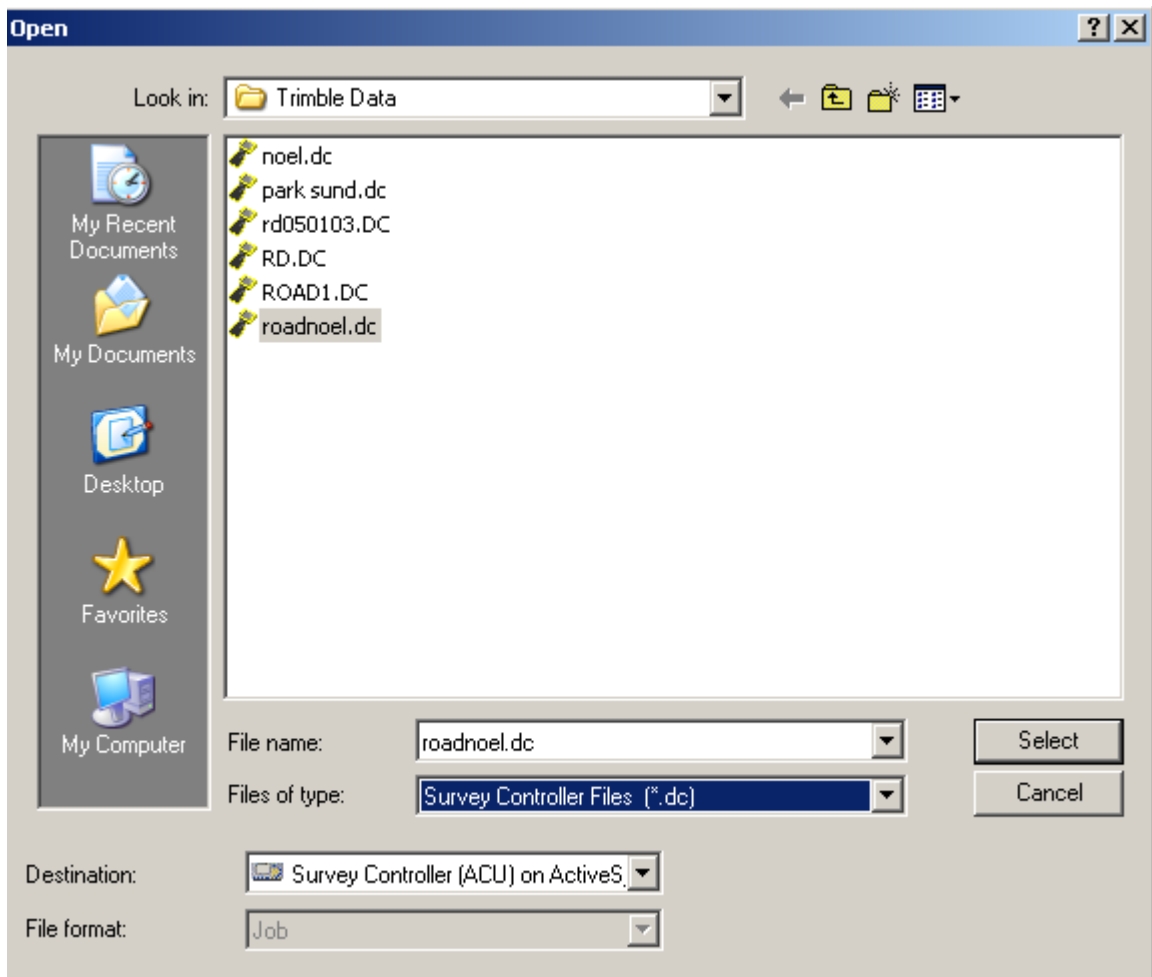 Open
Look in: Trimble Data
noel.dc
park sund.dc
rd050103.DC
RD.DC
ROAD1.DC
roadnoel.dc
My Recent
Documents
My Documents
Desktop
Favorites
My Computer
File name: roadnoel.dc Select
Files of type: Survey Controller Files (*.dc) Cancel
Destination: Survey Controller (ACU) on ActiveS
File format: Job